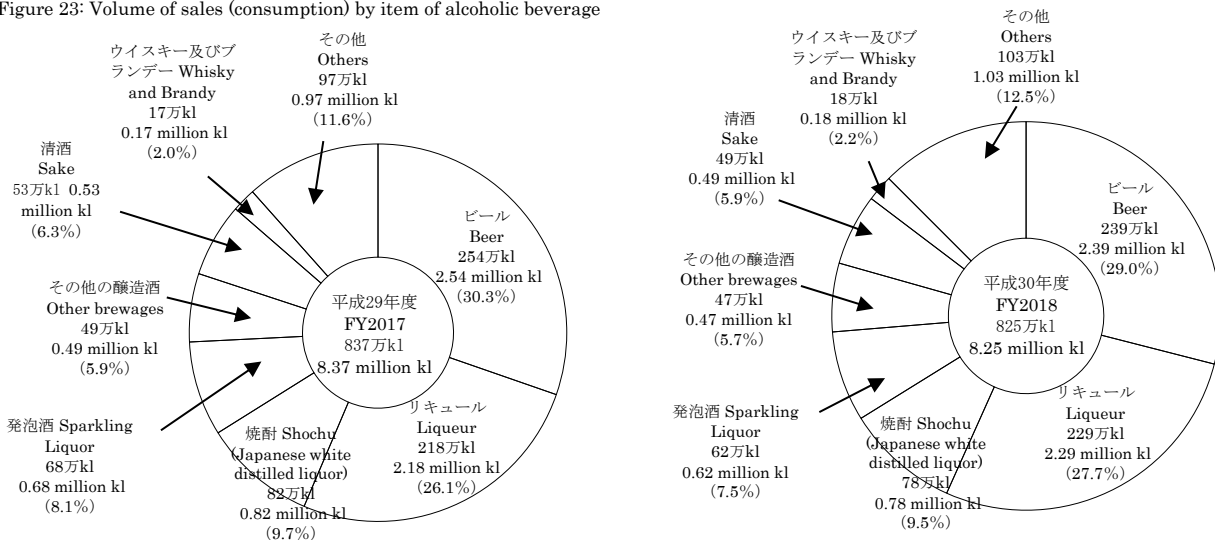 Figure 23: Volume of sales (consumption) by item of alcoholic beverage
ウイスキー及びブ
ランデー Whisky
and Brandy
17万kl
0.17 million kl
(2.0%)
その他
Others
97万kl
0.97 million kl
(11.6%)
清酒
Sake
53万kl 0.53
million kl
(6.3%)
その他の醸造酒
Other brewages
49万kl
0.49 million kl
(5.9%)
発泡酒 Sparkling
Liquor
68万kl
0.68 million kl
(8.1%)
焼酎 Shochu
(Japanese white
distilled liquor)
82万kl
0.82 million kl
(9.7%)
リキュール
Liqueur
218万kl
2.18 million kl
(26.1%)
ビール
Beer
254万kl
2.54 million kl
(30.3%)
平成29年度
FY2017
837万kl
8.37 million kl
ウイスキー及びブ
ランデー Whisky
and Brandy
18万kl
0.18 million kl
(2.2%)
その他
Others
103万kl
1.03 million kl
(12.5%)
清酒
Sake
49万kl
0.49 million kl
(5.9%)
その他の醸造酒
Other brewages
47万kl
0.47 million kl
(5.7%)
発泡酒 Sparkling
Liquor
62万kl
0.62 million kl
(7.5%)
焼酎 Shochu
(Japanese white
distilled liquor)
78万kl
0.78 million kl
(9.5%)
リキュール
Liqueur
229万kl
2.29 million kl
(27.7%)
ビール
Beer
239万kl
2.39 million kl
(29.0%)
平成30年度
FY2018
825万kl
8.25 million kl